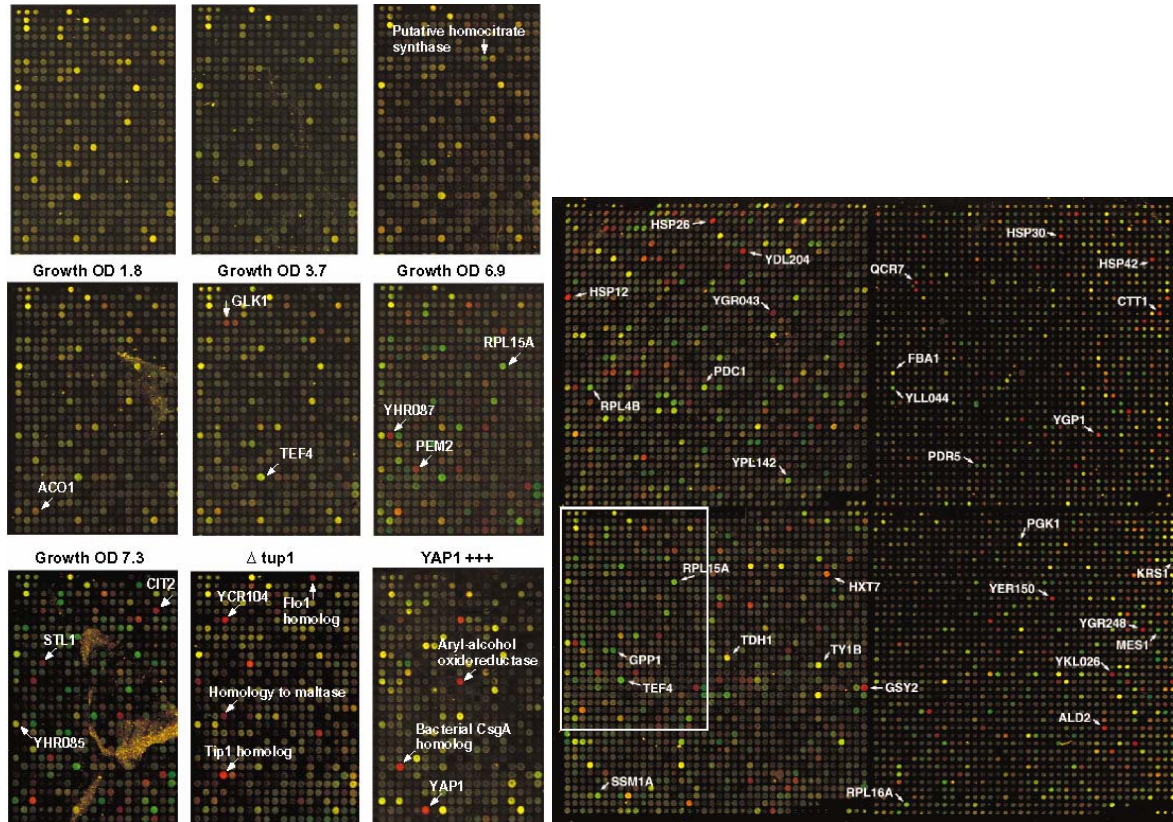 Putative homocitrate
synthase
Growth OD 1.8
Growth OD 3.7
Growth OD 6.9
GLK1
RPL15A
YHR087
PEM2
TEF4
ACO1
Growth OD 7.3
Δ tup1
YAP1 +++
CIT2
YCR104
Flo1
homolog
STL1
Aryl-alcohol
oxidoreductase
Homology to maltase
YHR085
Bacterial CsgA
homolog
Tip1 homolog
YAP1
HSP26
YDL204
HSP12
YGR043
PDC1
RPL4B
YPL142
HSP30
HSP42
QCR7
CTT1
FBA1
YLL044
YGP1
PDR5
RPL15A
HXT7
GPP1
TDH1
TY1B
TEF4
GSY2
SSM1A
PGK1
KRS1
YER150
YGR248
MES1
YKL026
ALD2
RPL16A